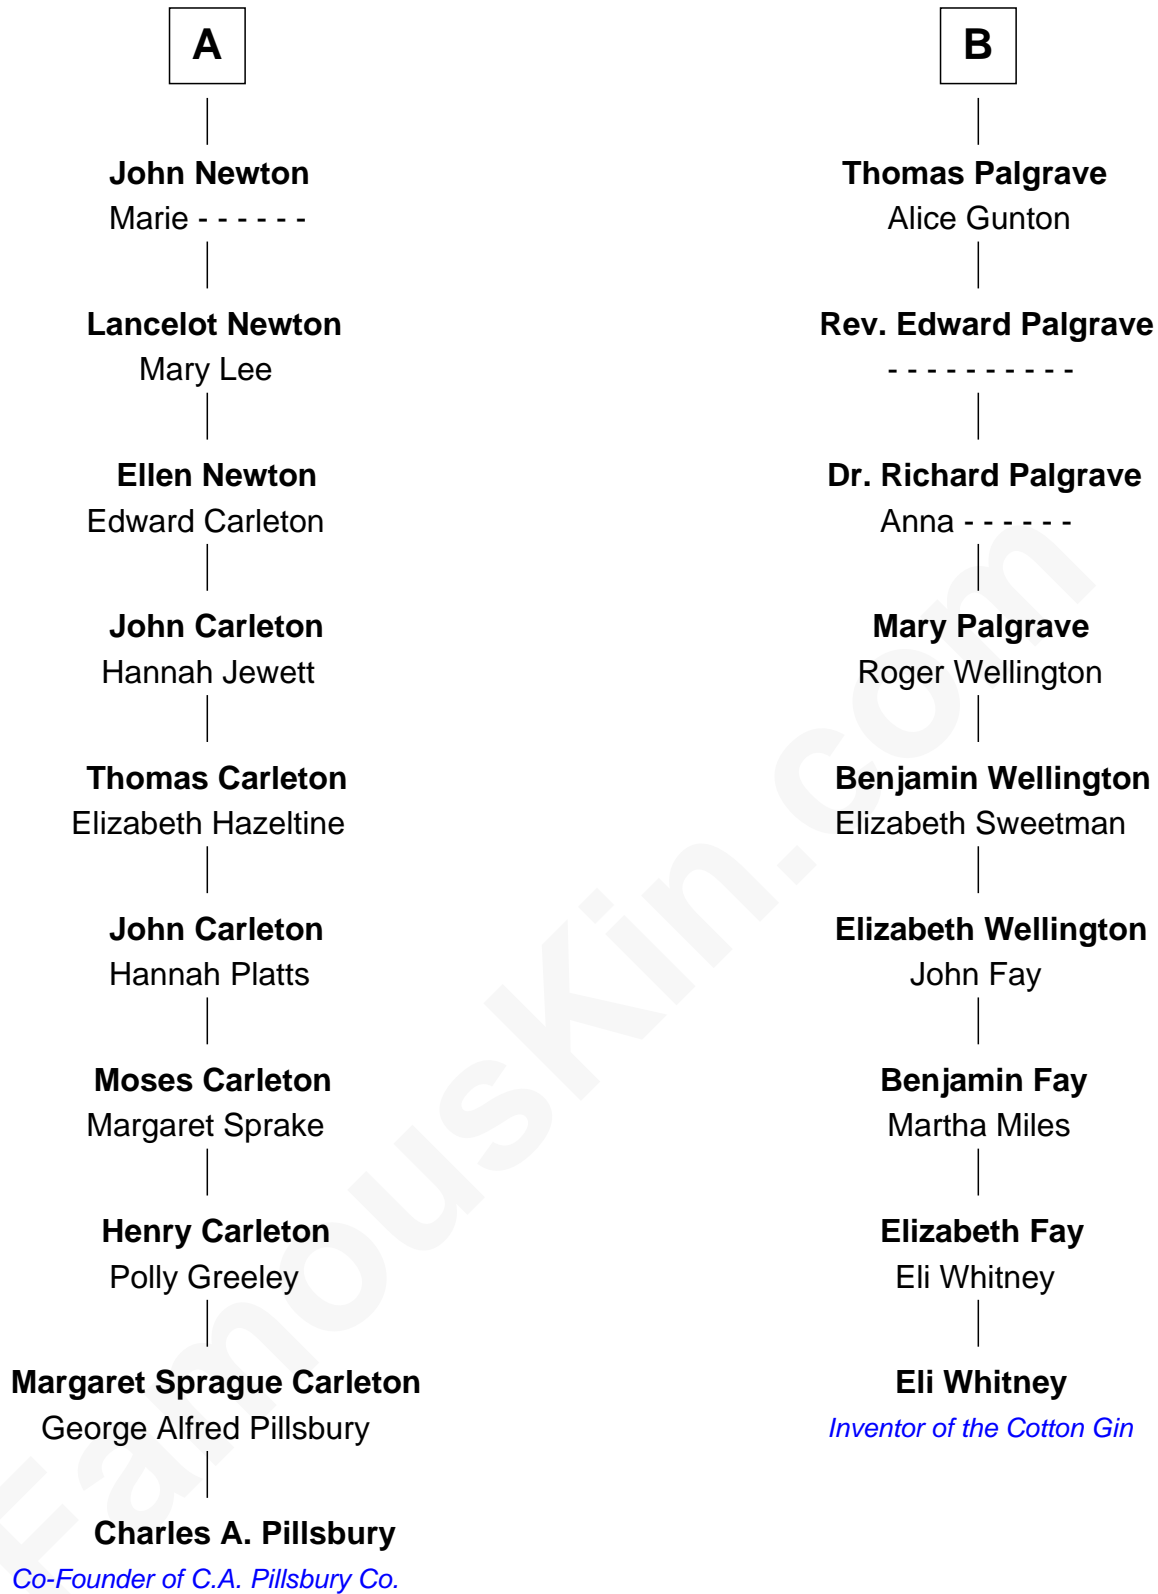 A
John Newton
Marie - - - - - -
Lancelot Newton
Mary Lee
Ellen Newton
Edward Carleton
John Carleton
Hannah Jewett
Thomas Carleton
Elizabeth Hazeltine
John Carleton
Hannah Platts
Moses Carleton
Margaret Sprake
Henry Carleton
Polly Greeley
Margaret Sprague Carleton
George Alfred Pillsbury
Charles A. Pillsbury
Co-Founder of C.A. Pillsbury Co.
B
Thomas Palgrave
Alice Gunton
Rev. Edward Palgrave
- - - - - - - - - -
Dr. Richard Palgrave
Anna - - - - - -
Mary Palgrave
Roger Wellington
Benjamin Wellington
Elizabeth Sweetman
Elizabeth Wellington
John Fay
Benjamin Fay
Martha Miles
Elizabeth Fay
Eli Whitney
Eli Whitney
Inventor of the Cotton Gin
FamousKin.com